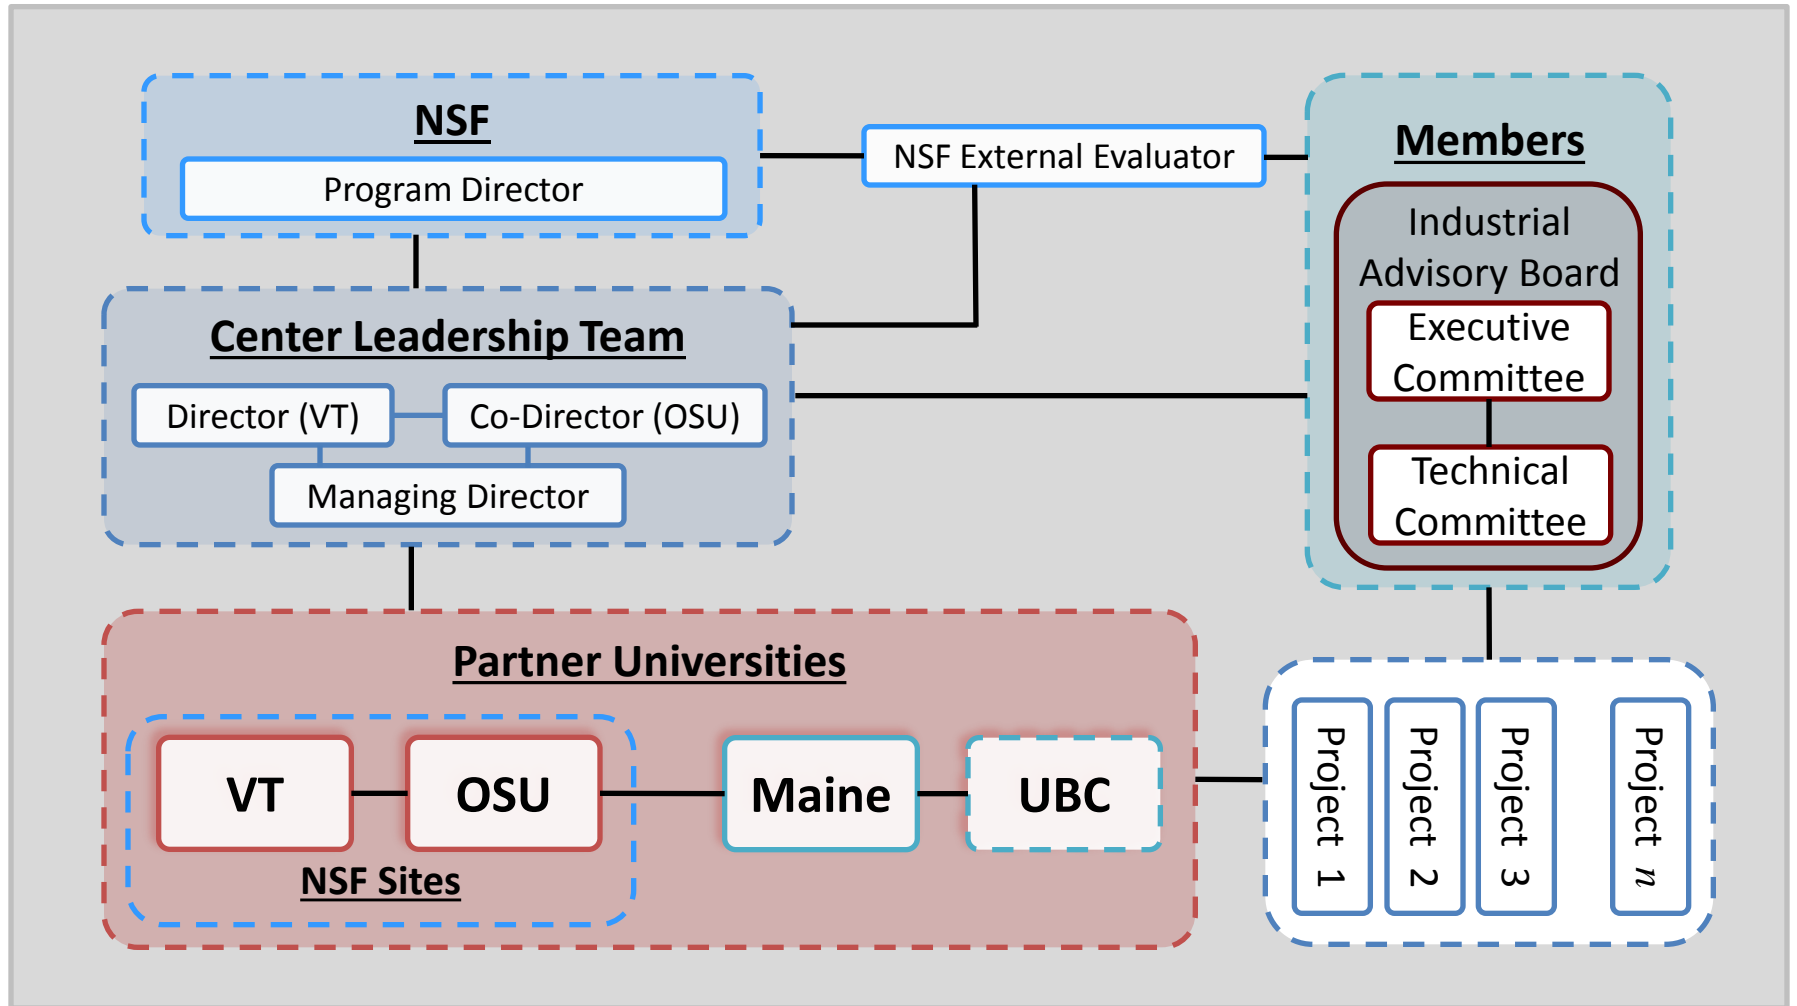 NSF
Program Director
NSF External Evaluator
Members
Industrial
Advisory Board
Executive
Committee
Technical
Committee
Center Leadership Team
Director (VT)
Co-Director (OSU)
Managing Director
Partner Universities
VT
OSU
Maine
UBC
NSF Sites
Project 1
Project 2
Project 3
Project n